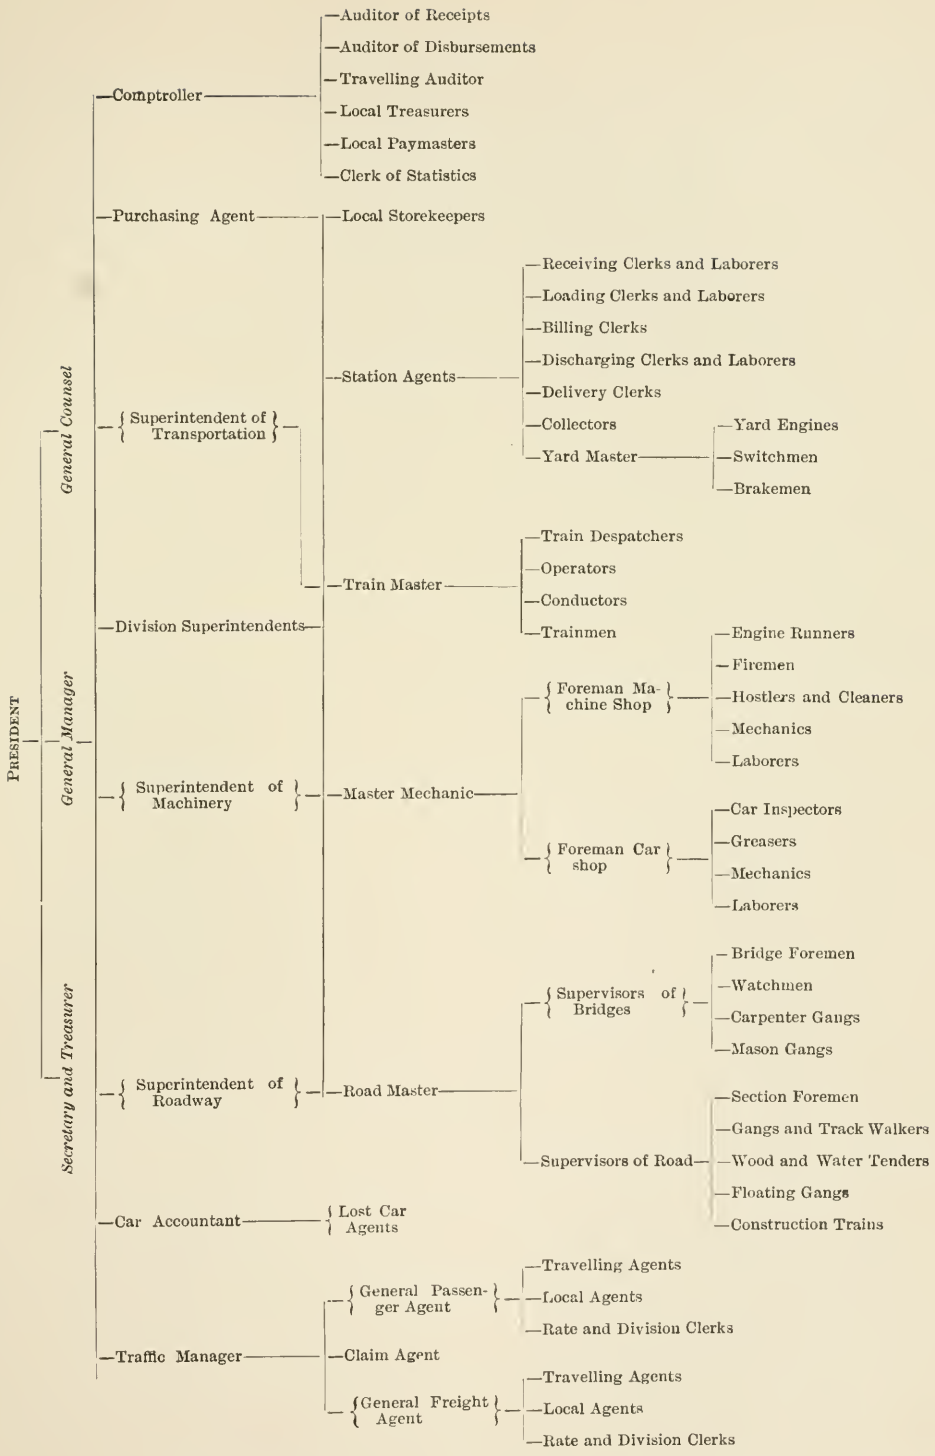 PRESIDENT
General Counsel
General Manager
Secretary and Treasurer
Comptroller
Auditor of Receipts
Auditor of Disbursements
Travelling Auditor
Local Treasurers
Local Paymasters
Clerk of Statistics
Purchasing Agent
Local Storekeepers
Superintendent of
Transportation
Division Superintendents
Station Agents
Receiving Clerks and Laborers
Loading Clerks and Laborers
Billing Clerks
Discharging Clerks and Laborers
Delivery Clerks
Collectors
Yard Master
Yard Engines
Switchmen
Brakemen
Train Master
Train Despatchers
Operators
Conductors
Trainmen
Superintendent of
Machinery
Master Mechanic
Foreman Ma-
chine Shop
Engine Runners
Firemen
Hostlers and Cleaners
Mechanics
Laborers
Foreman Car
shop
Car Inspectors
Greasers
Mechanics
Laborers
Superintendent of
Roadway
Road Master
Supervisors of
Bridges
Bridge Foremen
Watchmen
Carpenter Gangs
Mason Gangs
Supervisors of Road
Section Foremen
Gangs and Track Walkers
Wood and Water Tenders
Floating Gangs
Construction Trains
Car Accountant
Lost Car
Agents
Traffic Manager
General Passen-
ger Agent
Travelling Agents
Local Agents
Rate and Division Clerks
Claim Agent
General Freight
Agent
Travelling Agents
Local Agents
Rate and Division Clerks